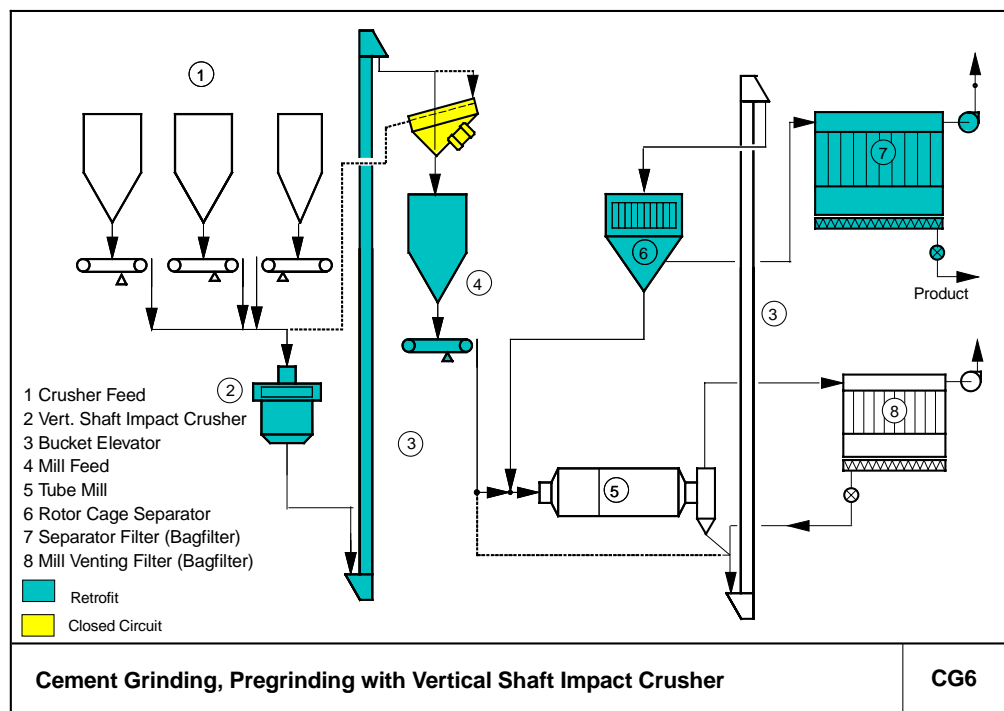 1
3
7
6
4
Product
3
2
8
3
5
1 Crusher Feed
2 Vert. Shaft Impact Crusher
3 Bucket Elevator
4 Mill Feed
5 Tube Mill
6 Rotor Cage Separator
7 Separator Filter (Bagfilter)
8 Mill Venting Filter (Bagfilter)
Retrofit
Closed Circuit
Cement Grinding, Pregrinding with Vertical Shaft Impact Crusher
CG6